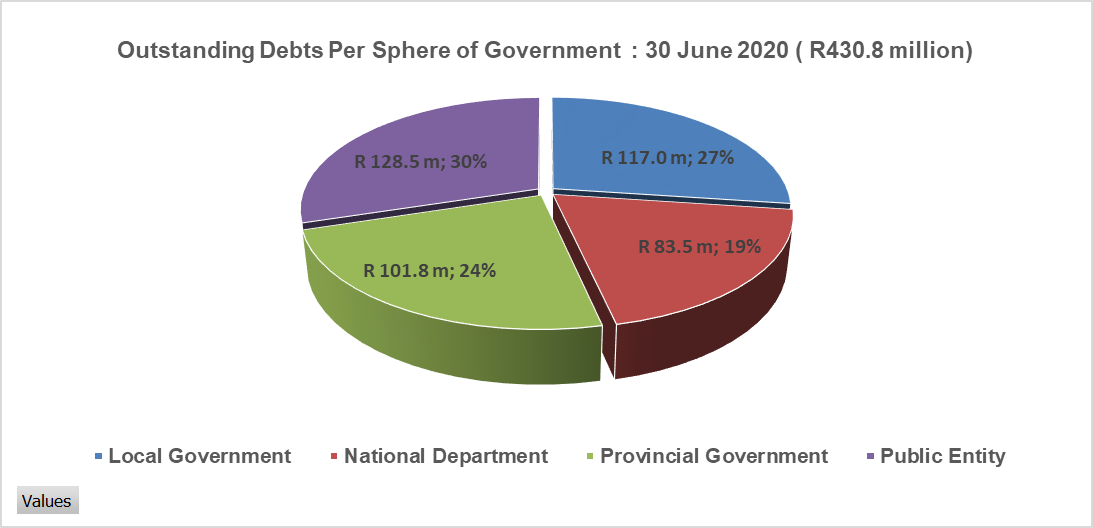 Outstanding Debts Per Sphere of Government : 30 June 2020 ( R430.8 million)
R 128.5 m; 30%
R 117.0 m; 27%
R 83.5 m; 19%
R 101.8 m; 24%
Local Government
National Department
Provincial Government
Public Entity
Values